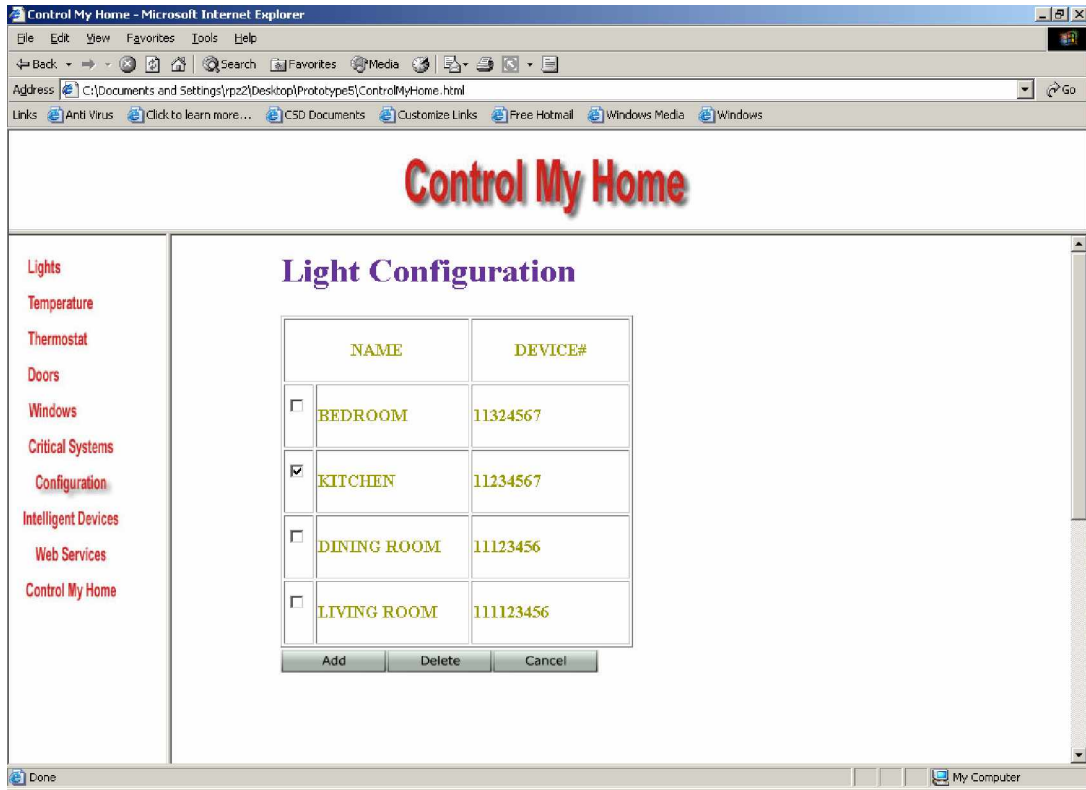 Control My Home - Microsoft Internet Explorer
File Edit View Favorites Tools Help
Back Search Favorites Media
Address C:\Documents and Settings\rpz2\Desktop\Prototype5\ControlMyHome.html Go
Links Anti Virus Click to learn more... CSD Documents Customize Links Free Hotmail Windows Media Windows
Control My Home
Lights
Temperature
Thermostat
Doors
Windows
Critical Systems
Configuration
Intelligent Devices
Web Services
Control My Home
Light Configuration
NAME DEVICE#
BEDROOM 11324567
KITCHEN 11234567
DINING ROOM 11123456
LIVING ROOM 111123456
Add Delete Cancel
Done My Computer